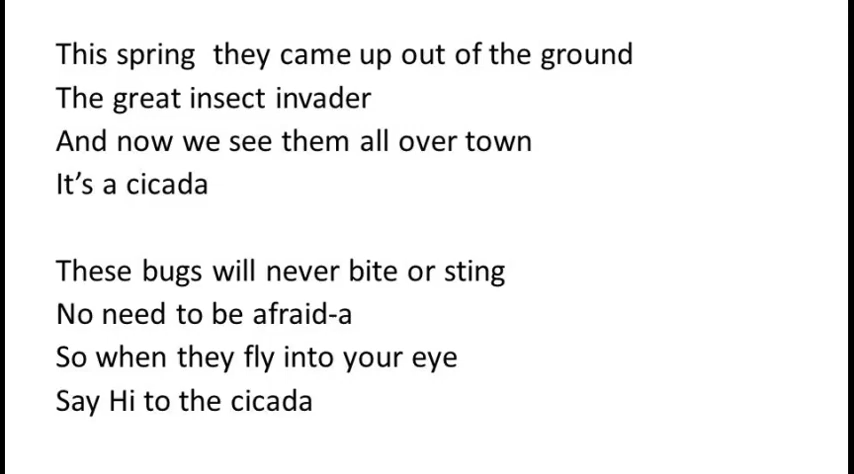 This spring  they came up out of the ground
The great insect invader
And now we see them all over town
It’s a cicada

These bugs will never bite or sting
No need to be afraid-a
So when they fly into your eye
Say Hi to the cicada